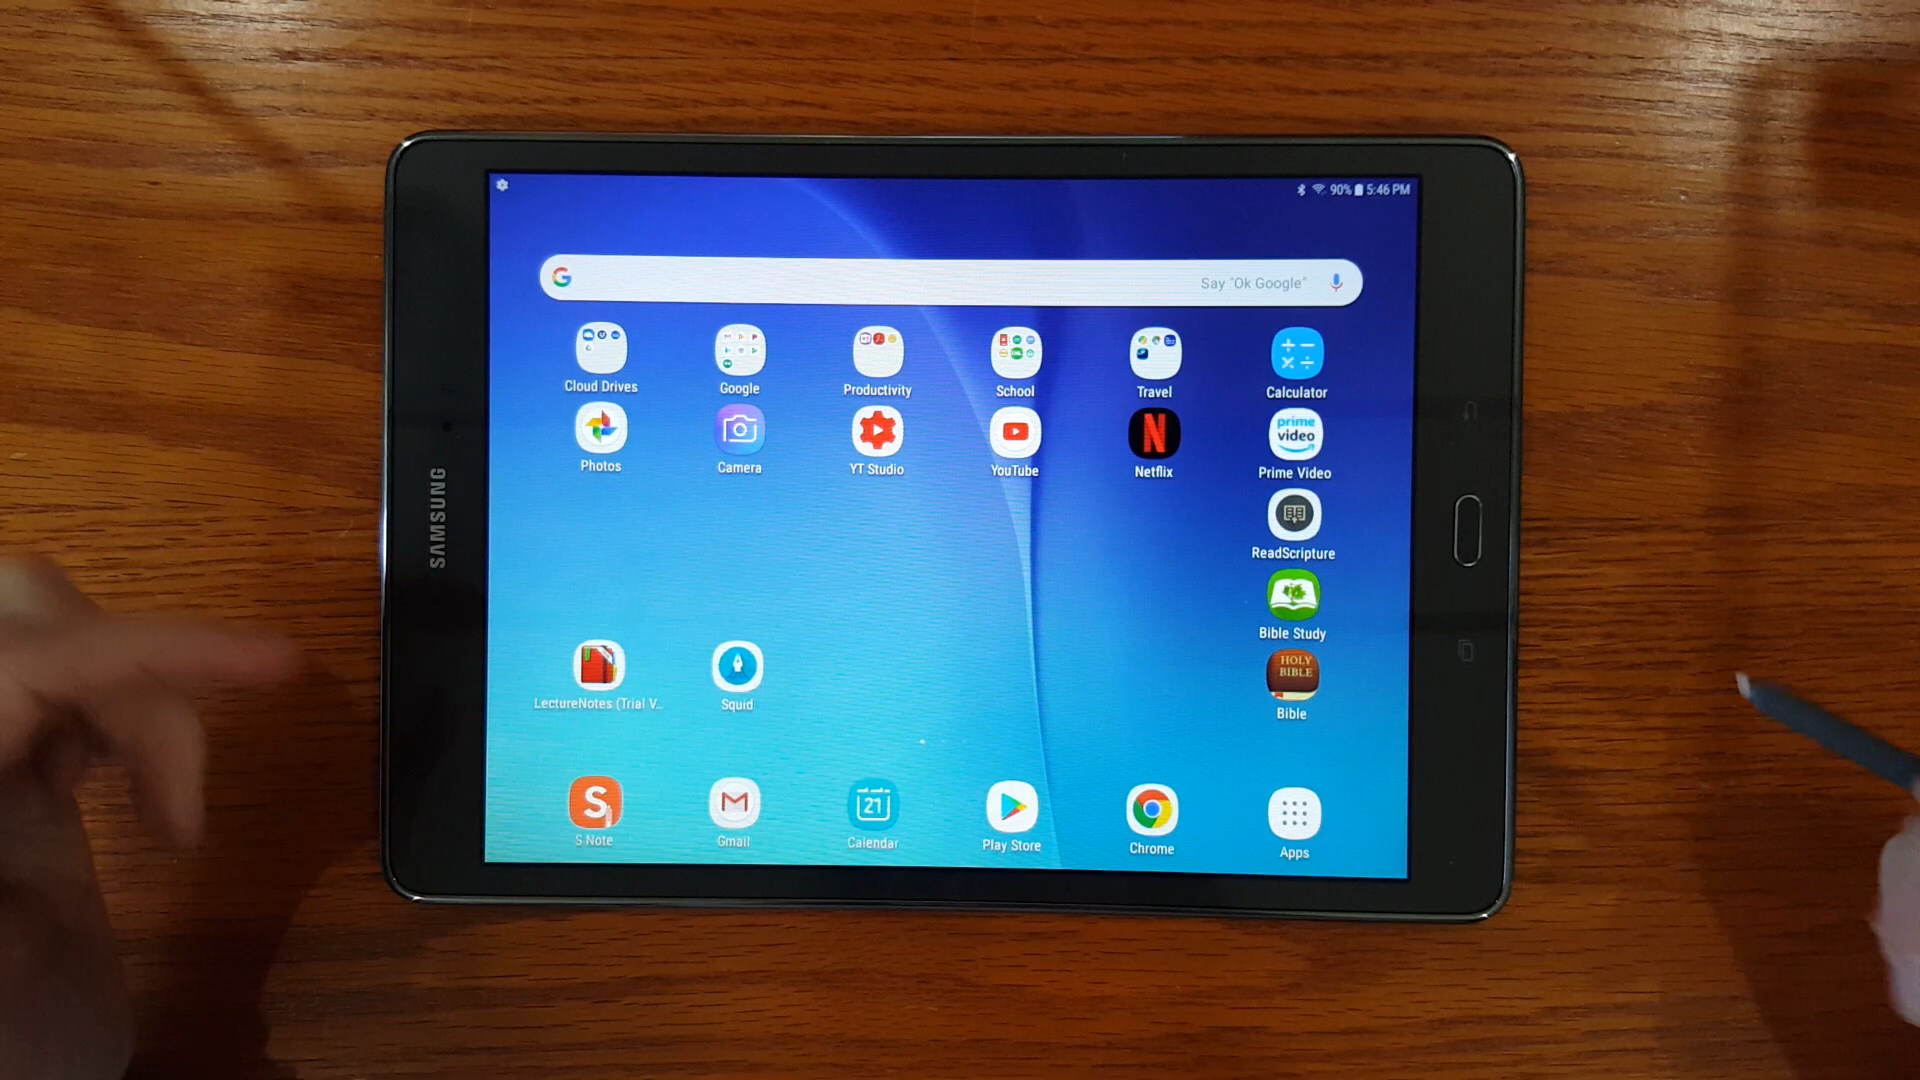 90% 5:46 PM
Say "Ok Google"
Cloud Drives Google Productivity School Travel Calculator
prime video
Photos Camera YT Studio YouTube Netflix Prime Video
SAMSUNG
ReadScripture
Bible Study
HOLY BIBLE
LectureNotes (Trial V... Squid Bible
21
S Note Gmail Calendar Play Store Chrome Apps